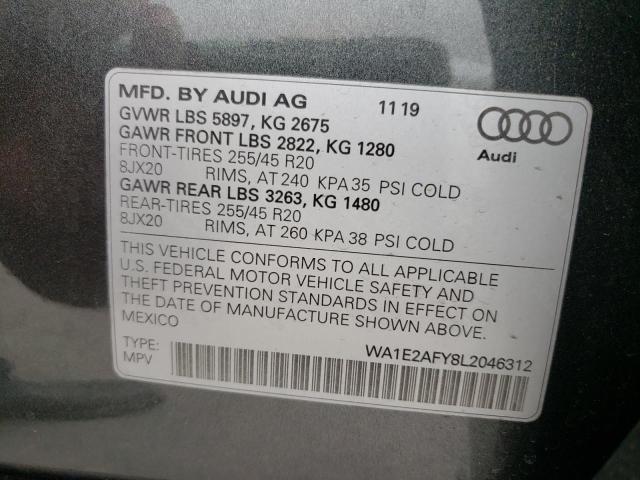 MFD. BY AUDI AG 11 19
GVWR LBS 5897, KG 2675
GAWR FRONT LBS 2822, KG 1280
FRONT-TIRES 255/45 R20
8JX20 RIMS, AT 240 KPA 35 PSI COLD
GAWR REAR LBS 3263, KG 1480
REAR-TIRES 255/45 R20
8JX20 RIMS, AT 260 KPA 38 PSI COLD
Audi
THIS VEHICLE CONFORMS TO ALL APPLICABLE
U.S. FEDERAL MOTOR VEHICLE SAFETY AND
THEFT PREVENTION STANDARDS IN EFFECT ON
THE DATE OF MANUFACTURE SHOWN ABOVE.
MEXICO
TYPE: WA1E2AFY8L2046312
MPV